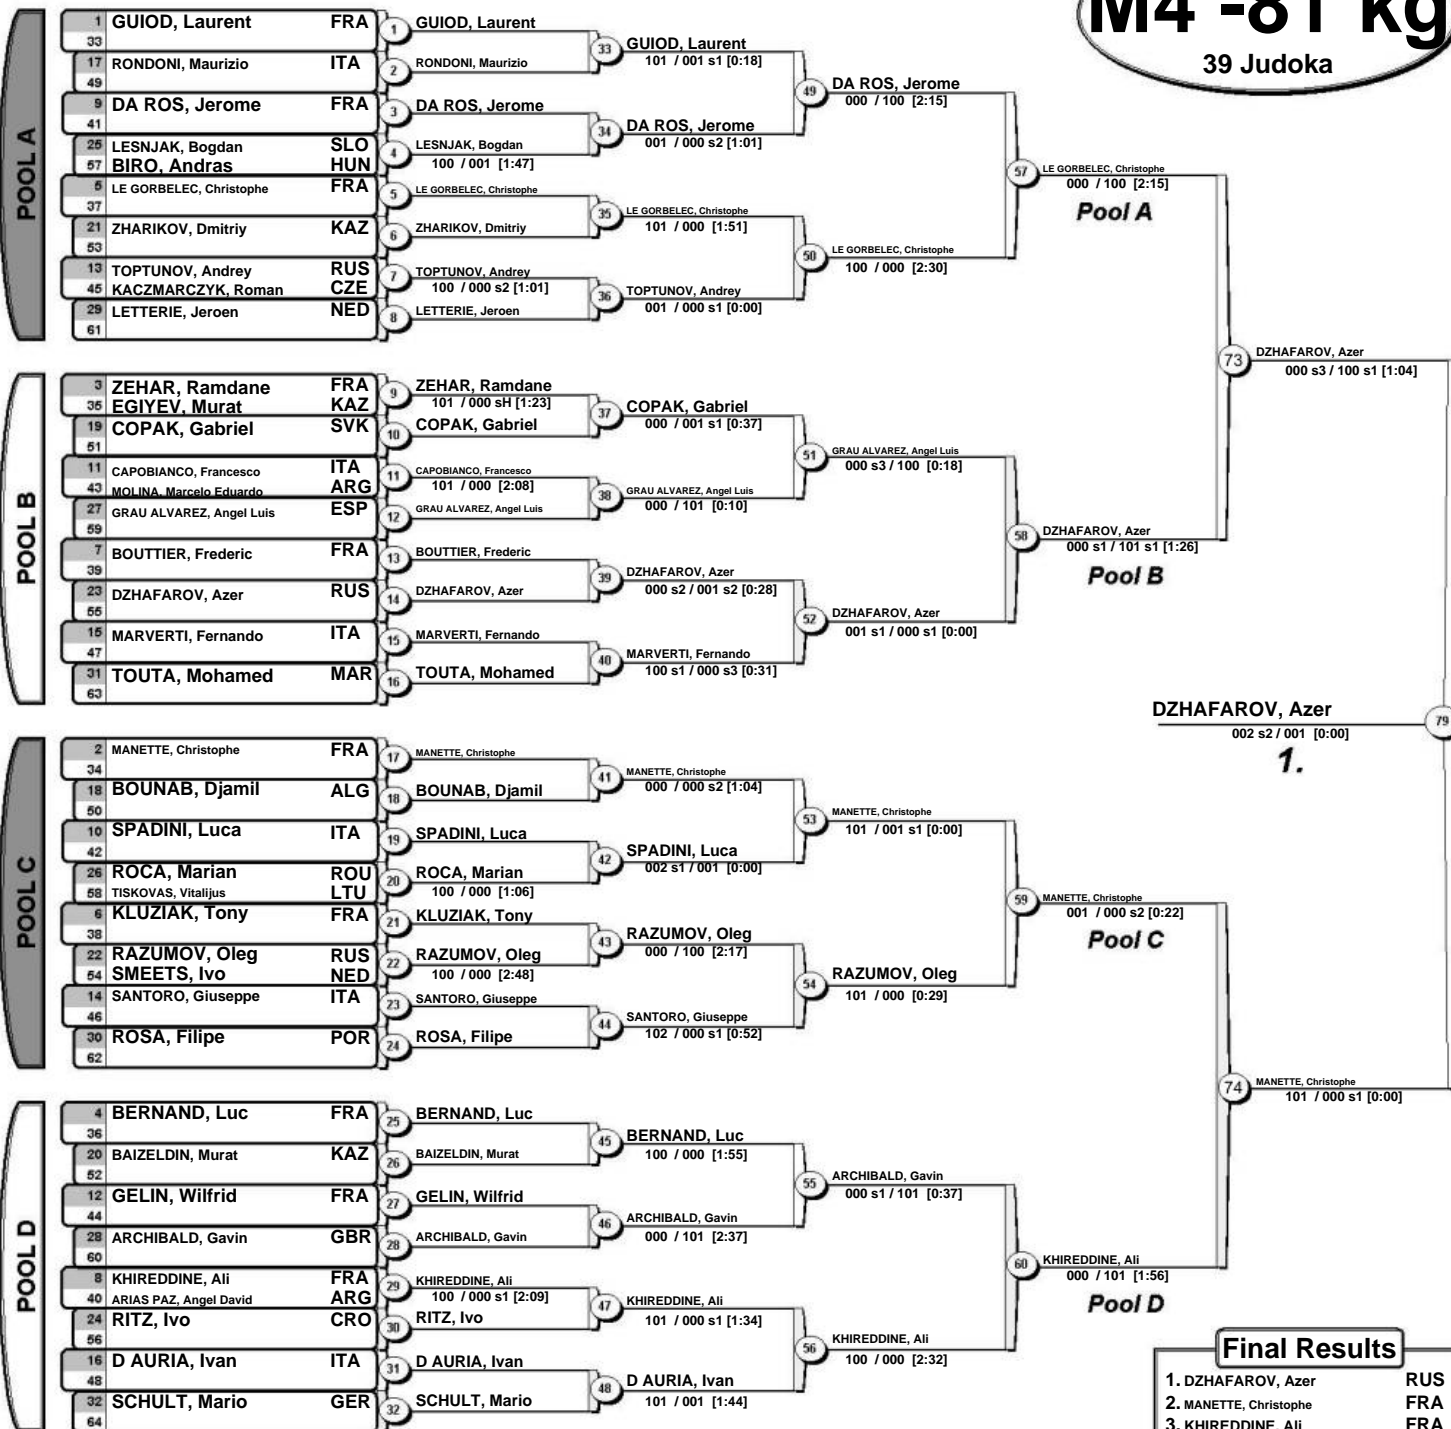 M4 -81 kg
39 Judoka
POOL A
1 GUIOD, Laurent FRA
33
17 RONDONI, Maurizio ITA
49
9 DA ROS, Jerome FRA
41
25 LESNJAK, Bogdan SLO
57 BIRO, Andras HUN
5 LE GORBELEC, Christophe FRA
37
21 ZHARIKOV, Dmitriy KAZ
53
13 TOPTUNOV, Andrey RUS
45 KACZMARCZYK, Roman CZE
29 LETTERIE, Jeroen NED
61
1 GUIOD, Laurent
2 RONDONI, Maurizio
3 DA ROS, Jerome
4 LESNJAK, Bogdan
100 / 001 [1:47]
5 LE GORBELEC, Christophe
6 ZHARIKOV, Dmitriy
7 TOPTUNOV, Andrey
100 / 000 s2 [1:01]
8 LETTERIE, Jeroen
33 GUIOD, Laurent
101 / 001 s1 [0:18]
34 DA ROS, Jerome
001 / 000 s2 [1:01]
35 LE GORBELEC, Christophe
101 / 000 [1:51]
36 TOPTUNOV, Andrey
001 / 000 s1 [0:00]
49 DA ROS, Jerome
000 / 100 [2:15]
50 LE GORBELEC, Christophe
100 / 000 [2:30]
57 LE GORBELEC, Christophe
000 / 100 [2:15]
Pool A
POOL B
3 ZEHAR, Ramdane FRA
35 EGIYEV, Murat KAZ
19 COPAK, Gabriel SVK
51
11 CAPOBIANCO, Francesco ITA
43 MOLINA, Marcelo Eduardo ARG
27 GRAU ALVAREZ, Angel Luis ESP
59
7 BOUTTIER, Frederic FRA
39
23 DZHAFAROV, Azer RUS
55
15 MARVERTI, Fernando ITA
47
31 TOUTA, Mohamed MAR
63
9 ZEHAR, Ramdane
101 / 000 sH [1:23]
10 COPAK, Gabriel
11 CAPOBIANCO, Francesco
101 / 000 [2:08]
12 GRAU ALVAREZ, Angel Luis
13 BOUTTIER, Frederic
14 DZHAFAROV, Azer
15 MARVERTI, Fernando
16 TOUTA, Mohamed
37 COPAK, Gabriel
000 / 001 s1 [0:37]
38 GRAU ALVAREZ, Angel Luis
000 / 101 [0:10]
39 DZHAFAROV, Azer
000 s2 / 001 s2 [0:28]
40 MARVERTI, Fernando
100 s1 / 000 s3 [0:31]
51 GRAU ALVAREZ, Angel Luis
000 s3 / 100 [0:18]
52 DZHAFAROV, Azer
001 s1 / 000 s1 [0:00]
58 DZHAFAROV, Azer
000 s1 / 101 s1 [1:26]
Pool B
73 DZHAFAROV, Azer
000 s3 / 100 s1 [1:04]
DZHAFAROV, Azer 79
002 s2 / 001 [0:00]
1.
POOL C
2 MANETTE, Christophe FRA
34
18 BOUNAB, Djamil ALG
50
10 SPADINI, Luca ITA
42
26 ROCA, Marian ROU
58 TISKOVAS, Vitalijus LTU
6 KLUZIAK, Tony FRA
38
22 RAZUMOV, Oleg RUS
54 SMEETS, Ivo NED
14 SANTORO, Giuseppe ITA
46
30 ROSA, Filipe POR
62
17 MANETTE, Christophe
18 BOUNAB, Djamil
19 SPADINI, Luca
20 ROCA, Marian
100 / 000 [1:06]
21 KLUZIAK, Tony
22 RAZUMOV, Oleg
100 / 000 [2:48]
23 SANTORO, Giuseppe
24 ROSA, Filipe
41 MANETTE, Christophe
000 / 000 s2 [1:04]
42 SPADINI, Luca
002 s1 / 001 [0:00]
43 RAZUMOV, Oleg
000 / 100 [2:17]
44 SANTORO, Giuseppe
102 / 000 s1 [0:52]
53 MANETTE, Christophe
101 / 001 s1 [0:00]
54 RAZUMOV, Oleg
101 / 000 [0:29]
59 MANETTE, Christophe
001 / 000 s2 [0:22]
Pool C
POOL D
4 BERNAND, Luc FRA
36
20 BAIZELDIN, Murat KAZ
52
12 GELIN, Wilfrid FRA
44
28 ARCHIBALD, Gavin GBR
60
8 KHIREDDINE, Ali FRA
40 ARIAS PAZ, Angel David ARG
24 RITZ, Ivo CRO
56
16 D AURIA, Ivan ITA
48
32 SCHULT, Mario GER
64
25 BERNAND, Luc
26 BAIZELDIN, Murat
27 GELIN, Wilfrid
28 ARCHIBALD, Gavin
29 KHIREDDINE, Ali
100 / 000 s1 [2:09]
30 RITZ, Ivo
31 D AURIA, Ivan
32 SCHULT, Mario
45 BERNAND, Luc
100 / 000 [1:55]
46 ARCHIBALD, Gavin
000 / 101 [2:37]
47 KHIREDDINE, Ali
101 / 000 s1 [1:34]
48 D AURIA, Ivan
101 / 001 [1:44]
55 ARCHIBALD, Gavin
000 s1 / 101 [0:37]
56 KHIREDDINE, Ali
100 / 000 [2:32]
60 KHIREDDINE, Ali
000 / 101 [1:56]
Pool D
74 MANETTE, Christophe
101 / 000 s1 [0:00]
Final Results
1. DZHAFAROV, Azer RUS
2. MANETTE, Christophe FRA
3. KHIREDDINE, Ali FRA